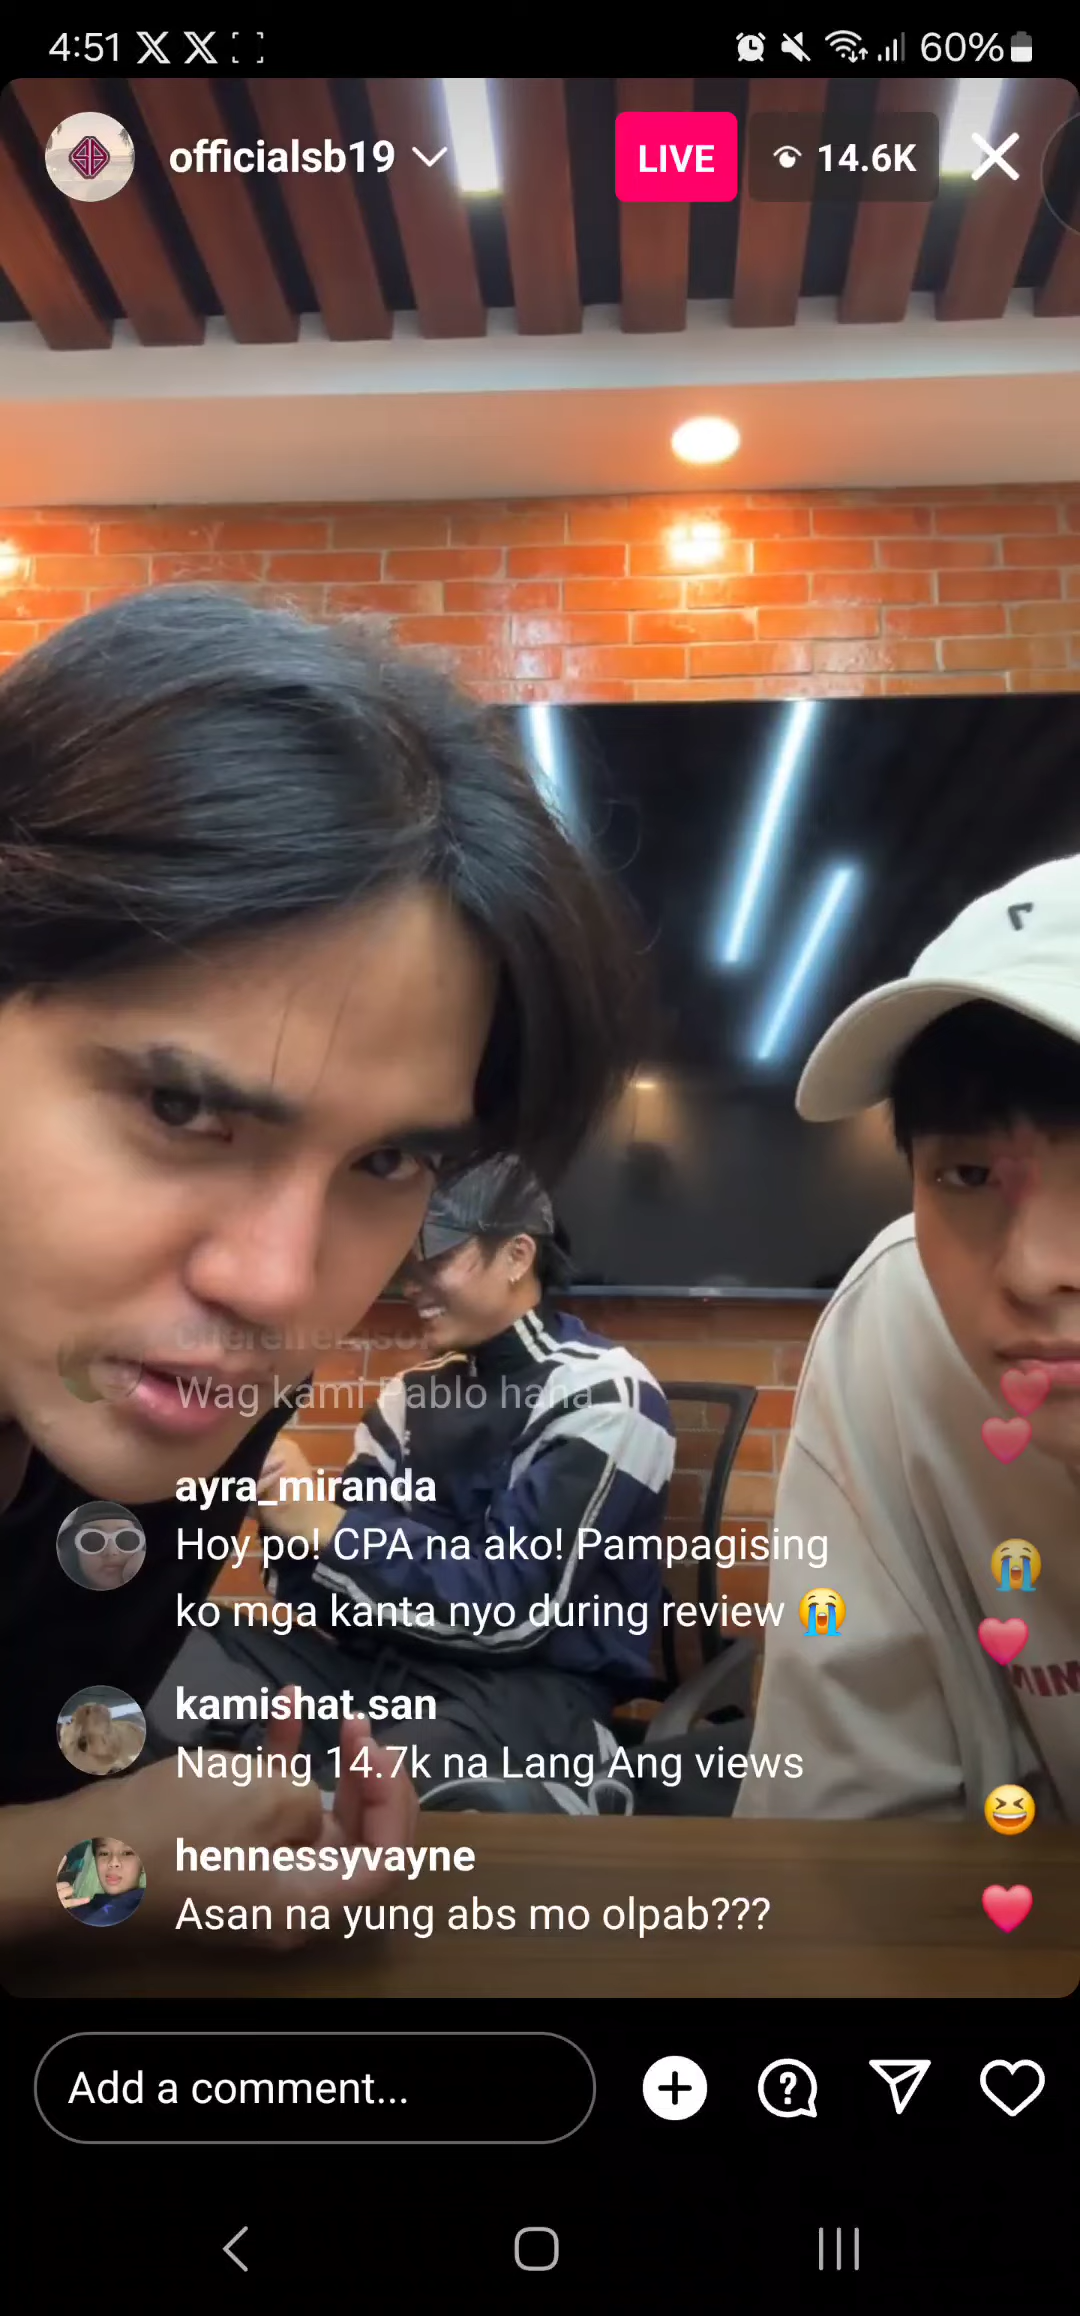 4:51
60%
officialsb19
LIVE
14.6K
Wag kami Pablo haha
ayra_miranda
Hoy po! CPA na ako! Pampagising
ko mga kanta nyo during review 😭
kamishat.san
Naging 14.7k na Lang Ang views
hennessyvayne
Asan na yung abs mo olpab???
Add a comment...